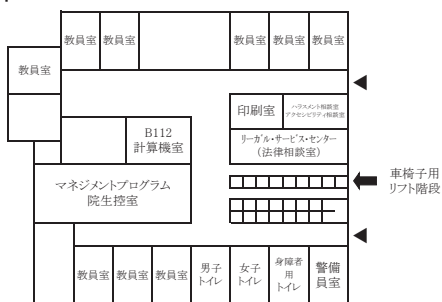 教員室 教員室 教員室 教員室 教員室
教員室
印刷室 ハラスメント相談室
アクセシビリティ相談室
B112
計算機室
リーガル・サービス・センター
(法律相談室)
車椅子用
リフト階段
マネジメントプログラム
院生控室
教員室 教員室 教員室
男子
トイレ
女子
トイレ
身障者
用
トイレ
警備
員室